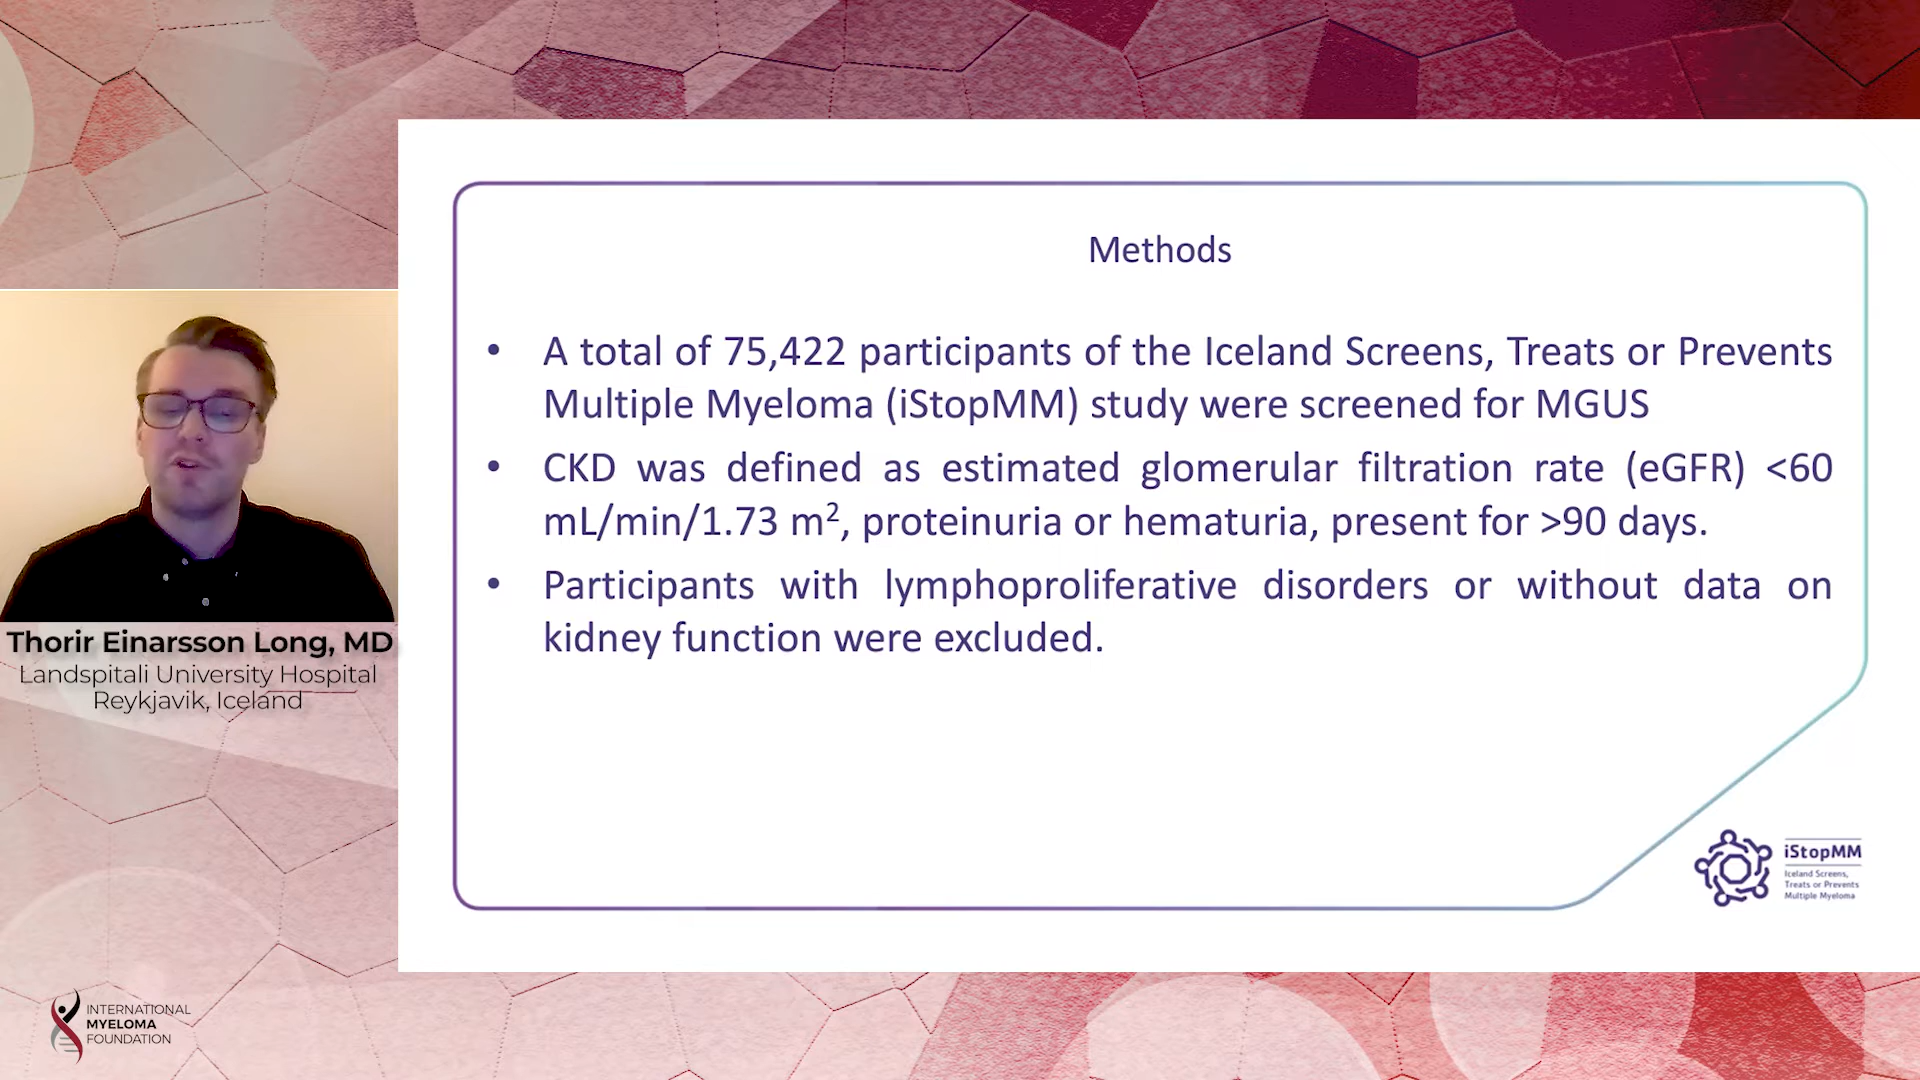 Methods
• A total of 75,422 participants of the Iceland Screens, Treats or Prevents
Multiple Myeloma (iStopMM) study were screened for MGUS
• CKD was defined as estimated glomerular filtration rate (eGFR) <60
mL/min/1.73 m², proteinuria or hematuria, present for >90 days.
• Participants with lymphoproliferative disorders or without data on
kidney function were excluded.
Thorir Einarsson Long, MD
Landspitali University Hospital
Reykjavik, Iceland
iStopMM
Iceland Screens,
Treats or Prevents
Multiple Myeloma
INTERNATIONAL
MYELOMA
FOUNDATION